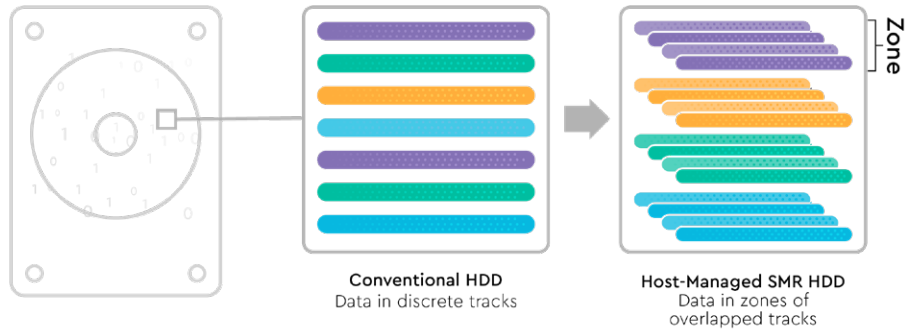 Zone
Conventional HDD
Data in discrete tracks
Host-Managed SMR HDD
Data in zones of
overlapped tracks